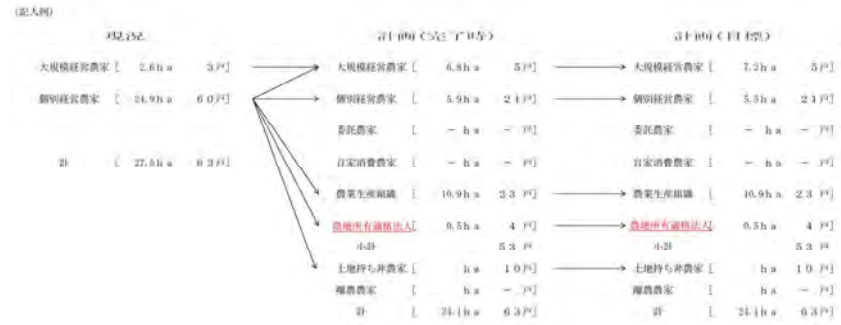 (記入例)
現況 計画(完了時) 計画(目標)
大規模経営農家 [ 2.6ha 3戸] 大規模経営農家 [ 6.8ha 5戸] 大規模経営農家 [ 7.2ha 5戸]
個別経営農家 [ 24.9ha 60戸] 個別経営農家 [ 5.9ha 21戸] 個別経営農家 [ 5.5ha 21戸]
委託農家 [ - ha - 戸] 委託農家 [ - ha - 戸]
計 [ 27.5ha 63戸] 自家消費農家 [ - ha - 戸] 自家消費農家 [ - ha - 戸]
農業生産組織 [ 10.9ha 23戸] 農業生産組織 [ 10.9ha 23戸]
農地所有適格法人[ 0.5ha 4戸] 農地所有適格法人[ 0.5ha 4戸]
小計 53戸 小計 53戸
土地持ち非農家 [ ha 10戸] 土地持ち非農家 [ ha 10戸]
離農農家 [ ha - 戸] 離農農家 [ ha - 戸]
計 [ 24.1ha 63戸] 計 [ 24.1ha 63戸]